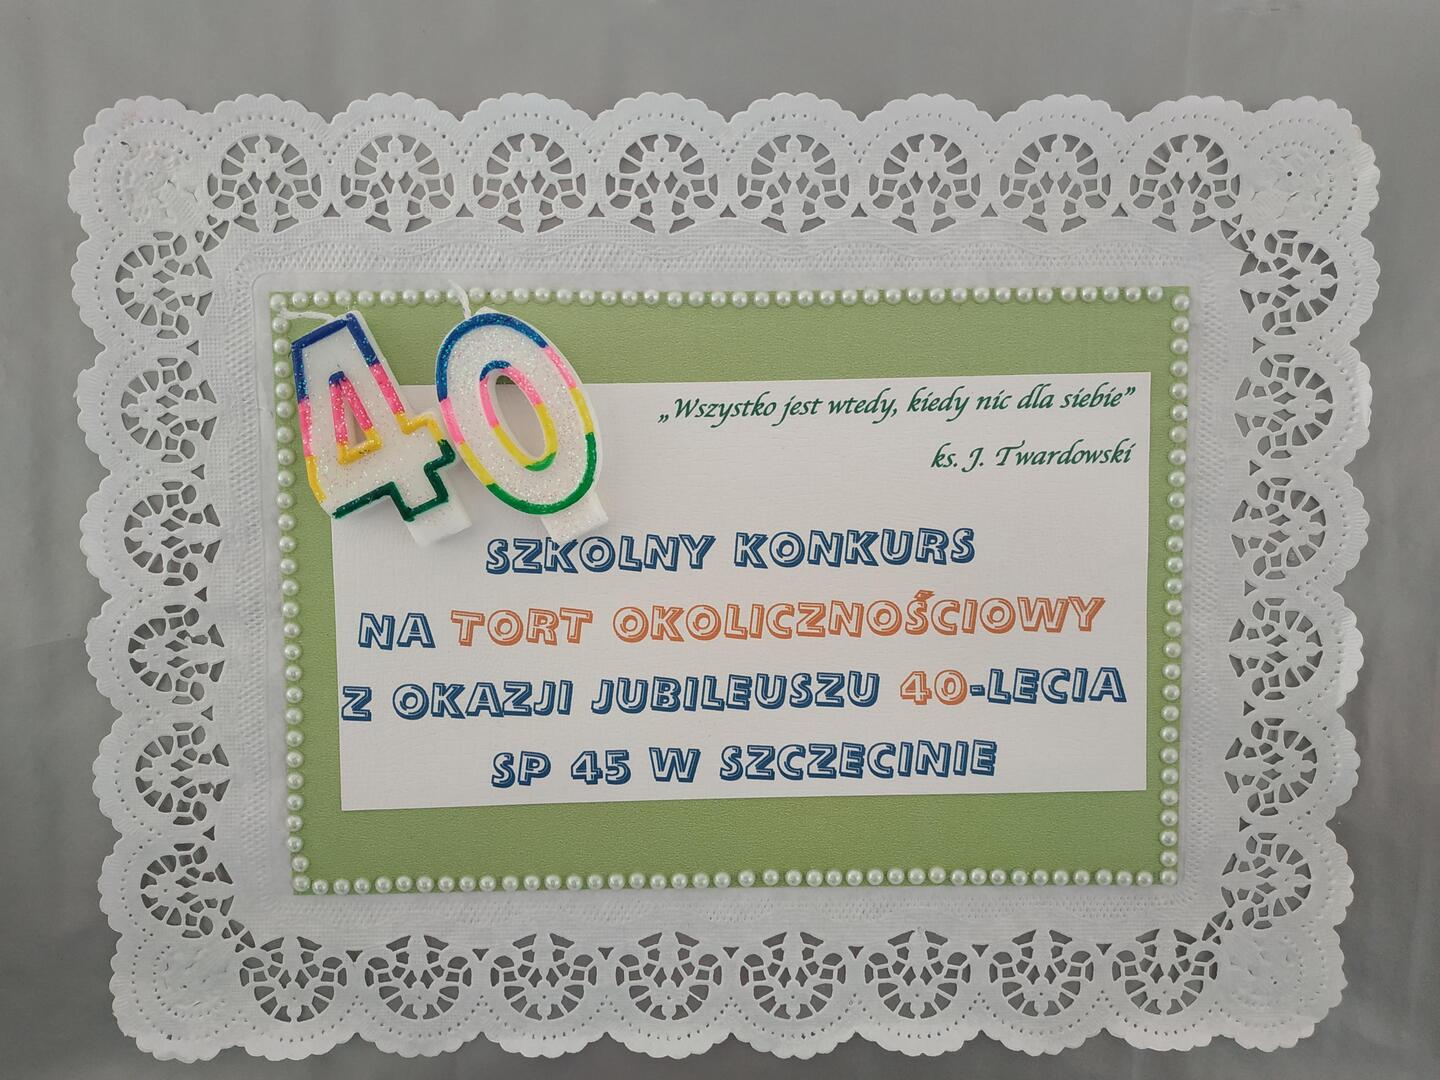 40
„Wszystko jest wtedy, kiedy nic dla siebie”
ks. J. Twardowski
SZKOLNY KONKURS
NA TORT OKOLICZNOŚCIOWY
Z OKAZJI JUBILEUSZU 40-LECIA
SP 45 W SZCZECINIE